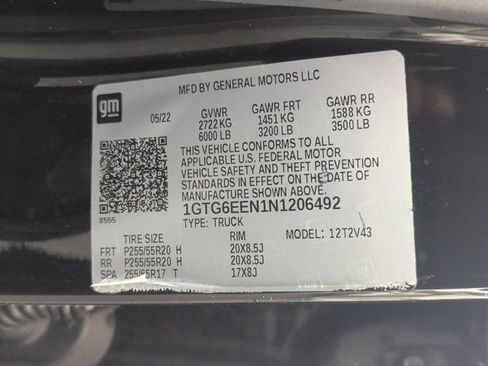 MFD BY GENERAL MOTORS LLC
gm
05/22 GVWR GAWR FRT GAWR RR
2722 KG 1451 KG 1588 KG
6000 LB 3200 LB 3500 LB
THIS VEHICLE CONFORMS TO ALL
APPLICABLE U.S. FEDERAL MOTOR
VEHICLE SAFETY AND THEFT PREVENTION
STANDARDS IN EFFECT ON THE DATE OF
MANUFACTURE SHOWN ABOVE.
8555
1GTG6EEN1N1206492
TYPE: TRUCK
TIRE SIZE RIM MODEL: 12T2V43
FRT P255/55R20 H 20X8.5J
RR P255/55R20 H 20X8.5J
SPA 255/65R17 T 17X8J